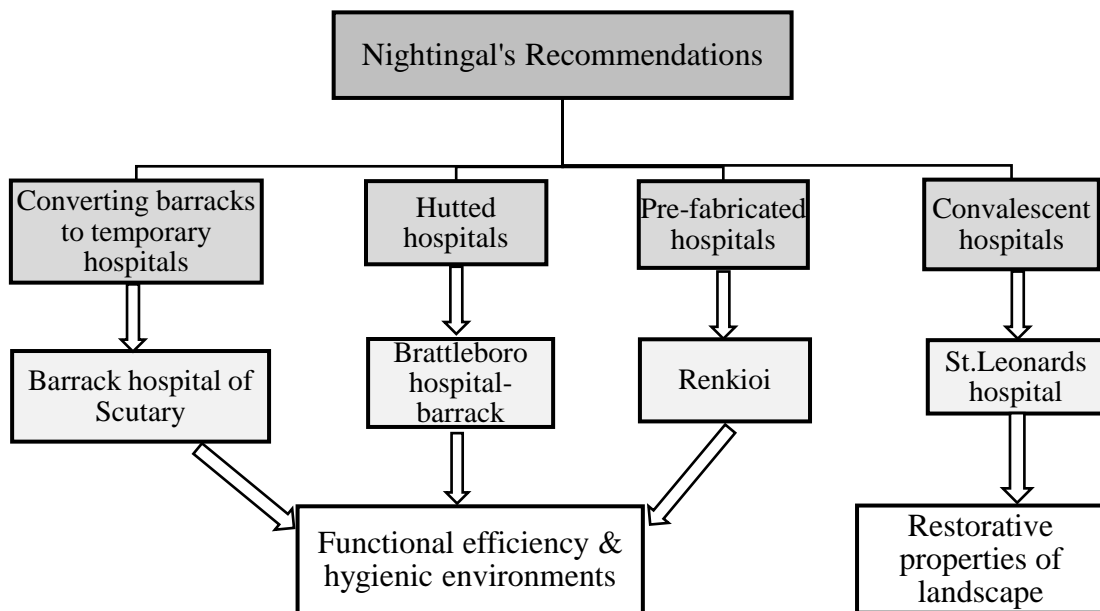 Nightingal's Recommendations
Converting barracks
to temporary
hospitals
Hutted
hospitals
Pre-fabricated
hospitals
Convalescent
hospitals
Barrack hospital of
Scutary
Brattleboro
hospital-
barrack
Renkioi
St.Leonards
hospital
Functional efficiency &
hygienic environments
Restorative
properties of
landscape